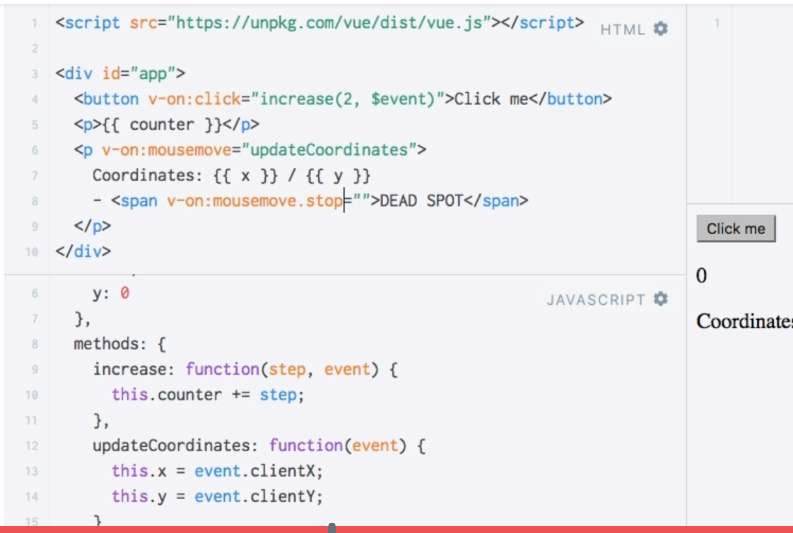 1 <script src="https://unpkg.com/vue/dist/vue.js"></script>
HTML
2
3 <div id="app">
4 <button v-on:click="increase(2, $event)">Click me</button>
5 <p>{{ counter }}</p>
6 <p v-on:mousemove="updateCoordinates">
7 Coordinates: {{ x }} / {{ y }}
8 - <span v-on:mousemove.stop="">DEAD SPOT</span>
9 </p>
10 </div>
6 y: 0
JAVASCRIPT
7 },
8 methods: {
9 increase: function(step, event) {
10 this.counter += step;
11 },
12 updateCoordinates: function(event) {
13 this.x = event.clientX;
14 this.y = event.clientY;
15 }
1
Click me
0
Coordinates